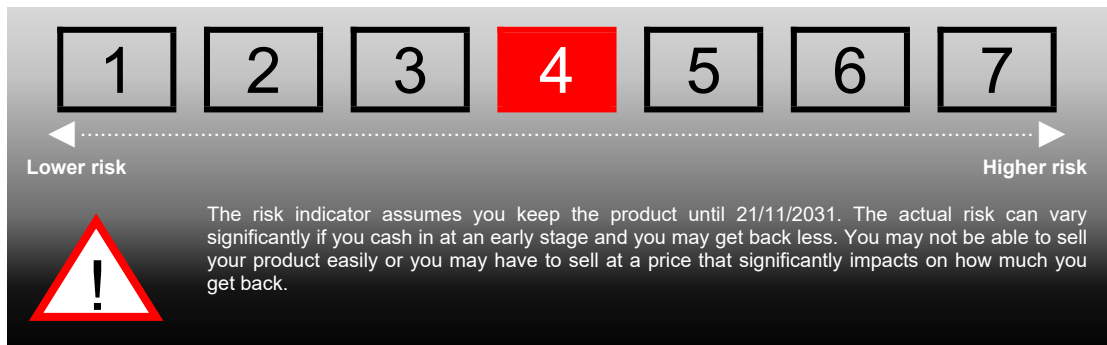 1 2 3 4 5 6 7
Lower risk Higher risk
The risk indicator assumes you keep the product until 21/11/2031. The actual risk can vary
significantly if you cash in at an early stage and you may get back less. You may not be able to sell
your product easily or you may have to sell at a price that significantly impacts on how much you
get back.
!